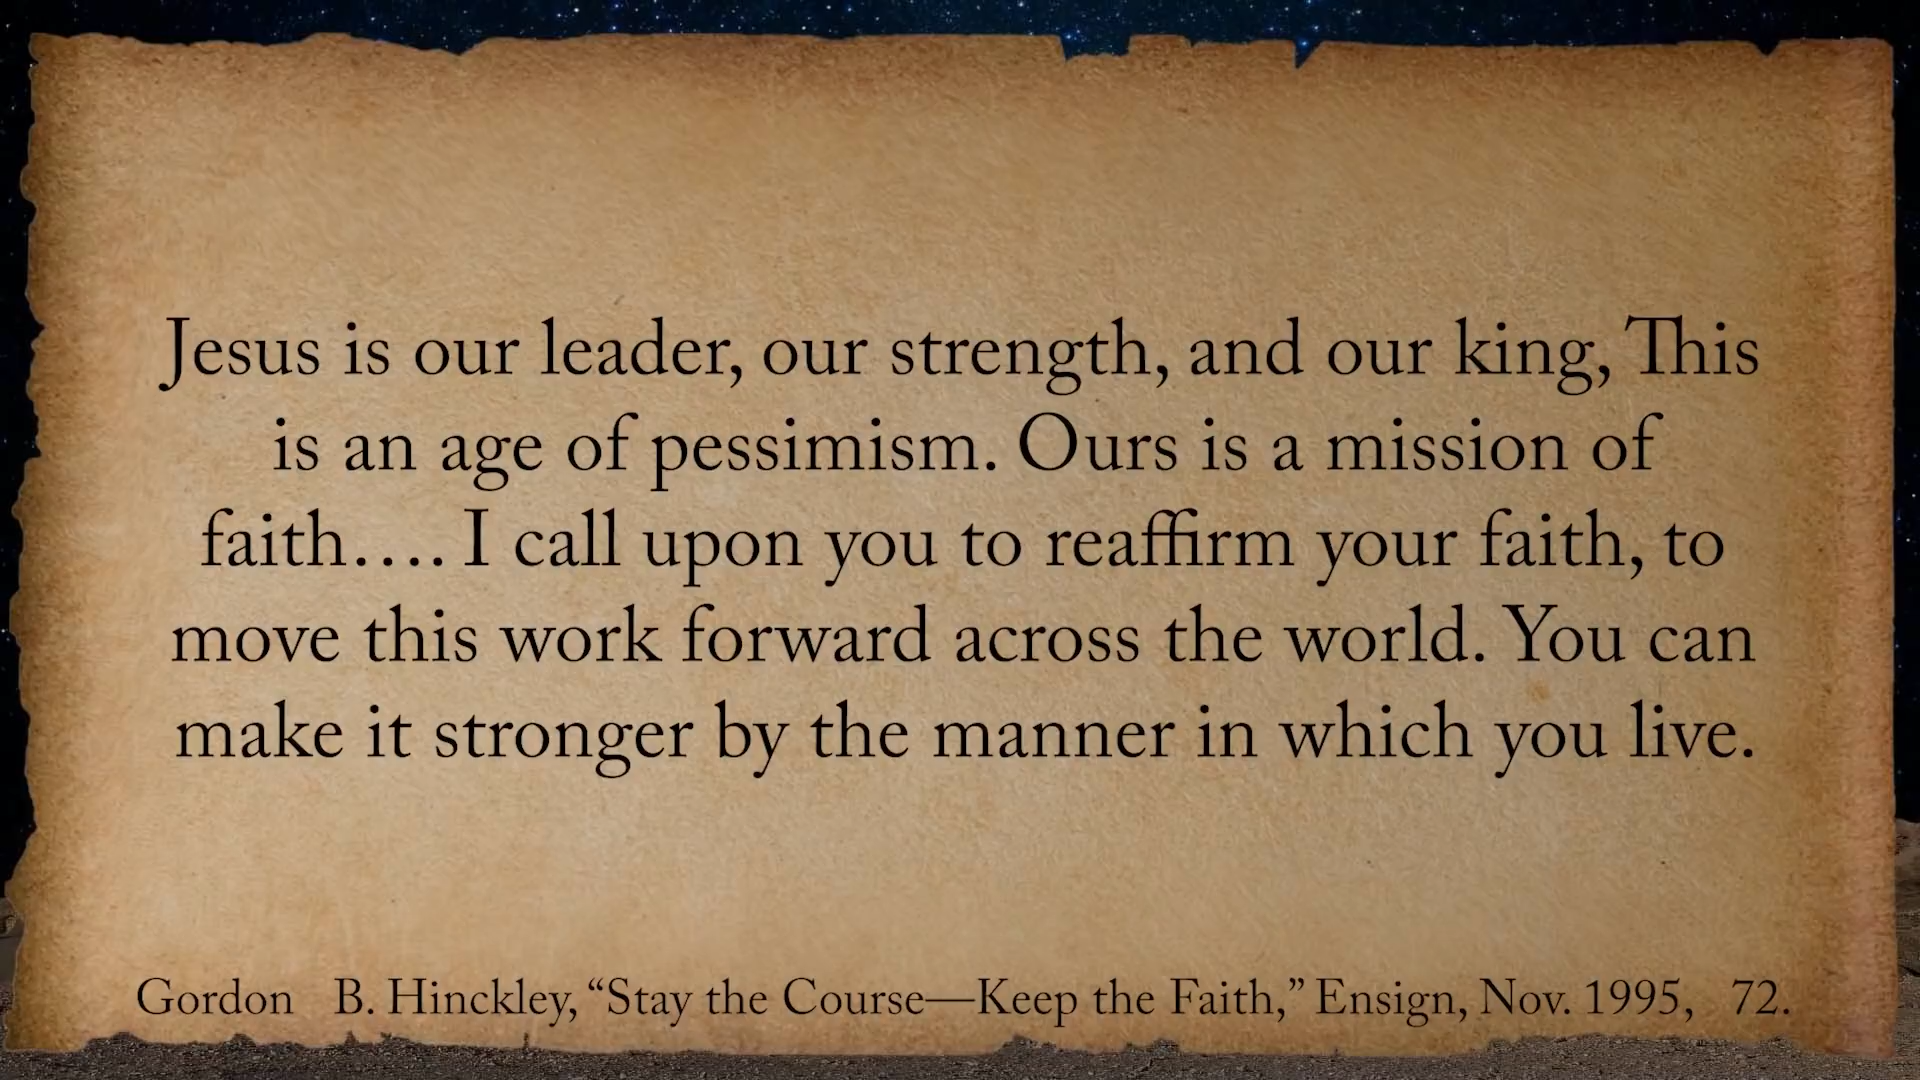 Jesus is our leader, our strength, and our king, This
is an age of pessimism. Ours is a mission of
faith.… I call upon you to reaffirm your faith, to
move this work forward across the world. You can
make it stronger by the manner in which you live.
Gordon B. Hinckley, “Stay the Course—Keep the Faith,” Ensign, Nov. 1995, 72.